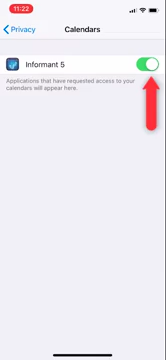 11:22
Privacy
Calendars
Informant 5
Applications that have requested access to your
calendars will appear here.